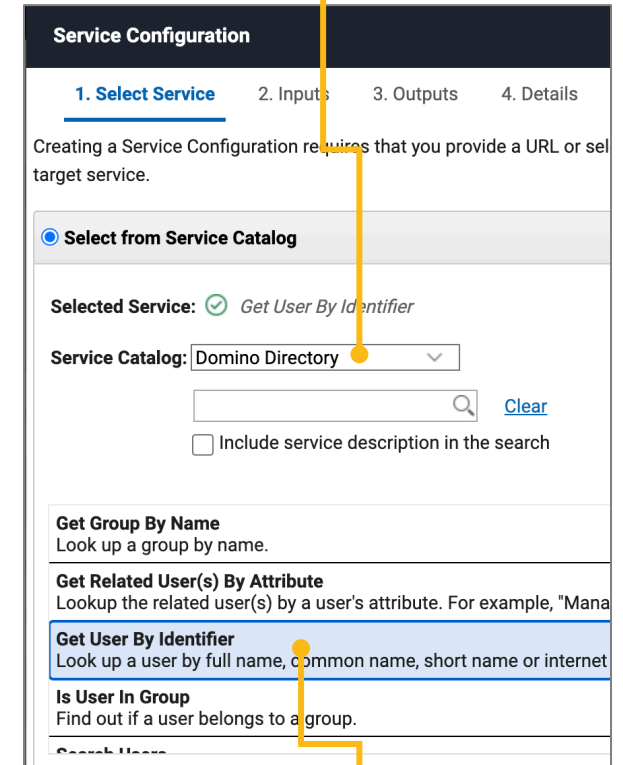 Service Configuration
1. Select Service 2. Inputs 3. Outputs 4. Details
Creating a Service Configuration requires that you provide a URL or sel
target service.
Select from Service Catalog
Selected Service: Get User By Identifier
Service Catalog: Domino Directory
Clear
Include service description in the search
Get Group By Name
Look up a group by name.
Get Related User(s) By Attribute
Lookup the related user(s) by a user's attribute. For example, "Mana
Get User By Identifier
Look up a user by full name, common name, short name or internet
Is User In Group
Find out if a user belongs to a group.
Search Users